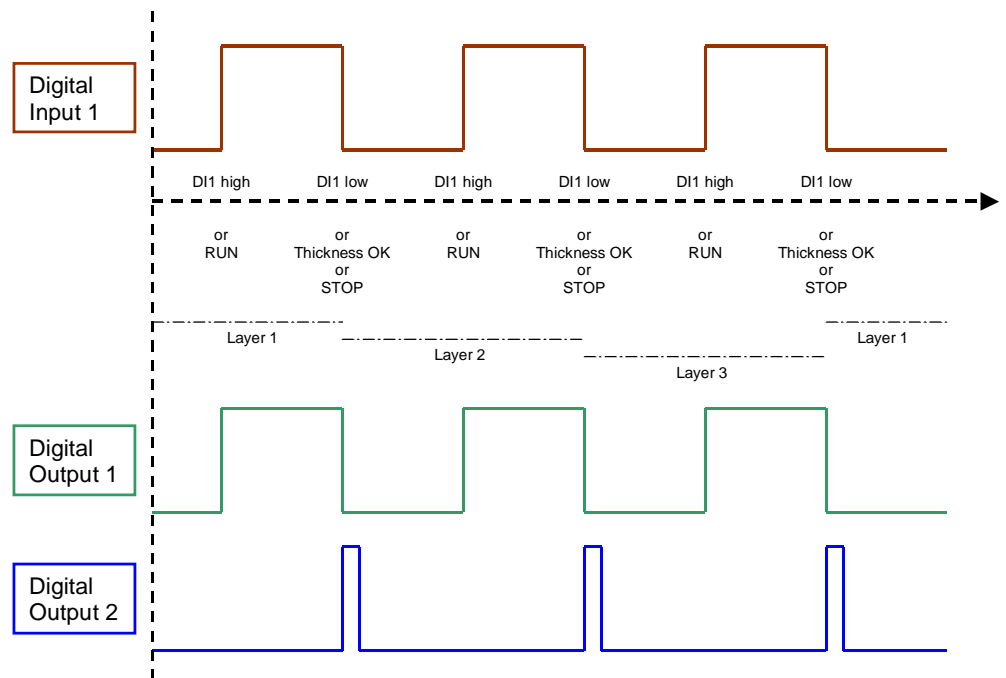 Digital
Input 1
DI1 high
DI1 low
DI1 high
DI1 low
DI1 high
DI1 low
or
RUN
or
Thickness OK
or
STOP
or
RUN
or
Thickness OK
or
STOP
or
RUN
or
Thickness OK
or
STOP
Layer 1
Layer 2
Layer 3
Layer 1
Digital
Output 1
Digital
Output 2